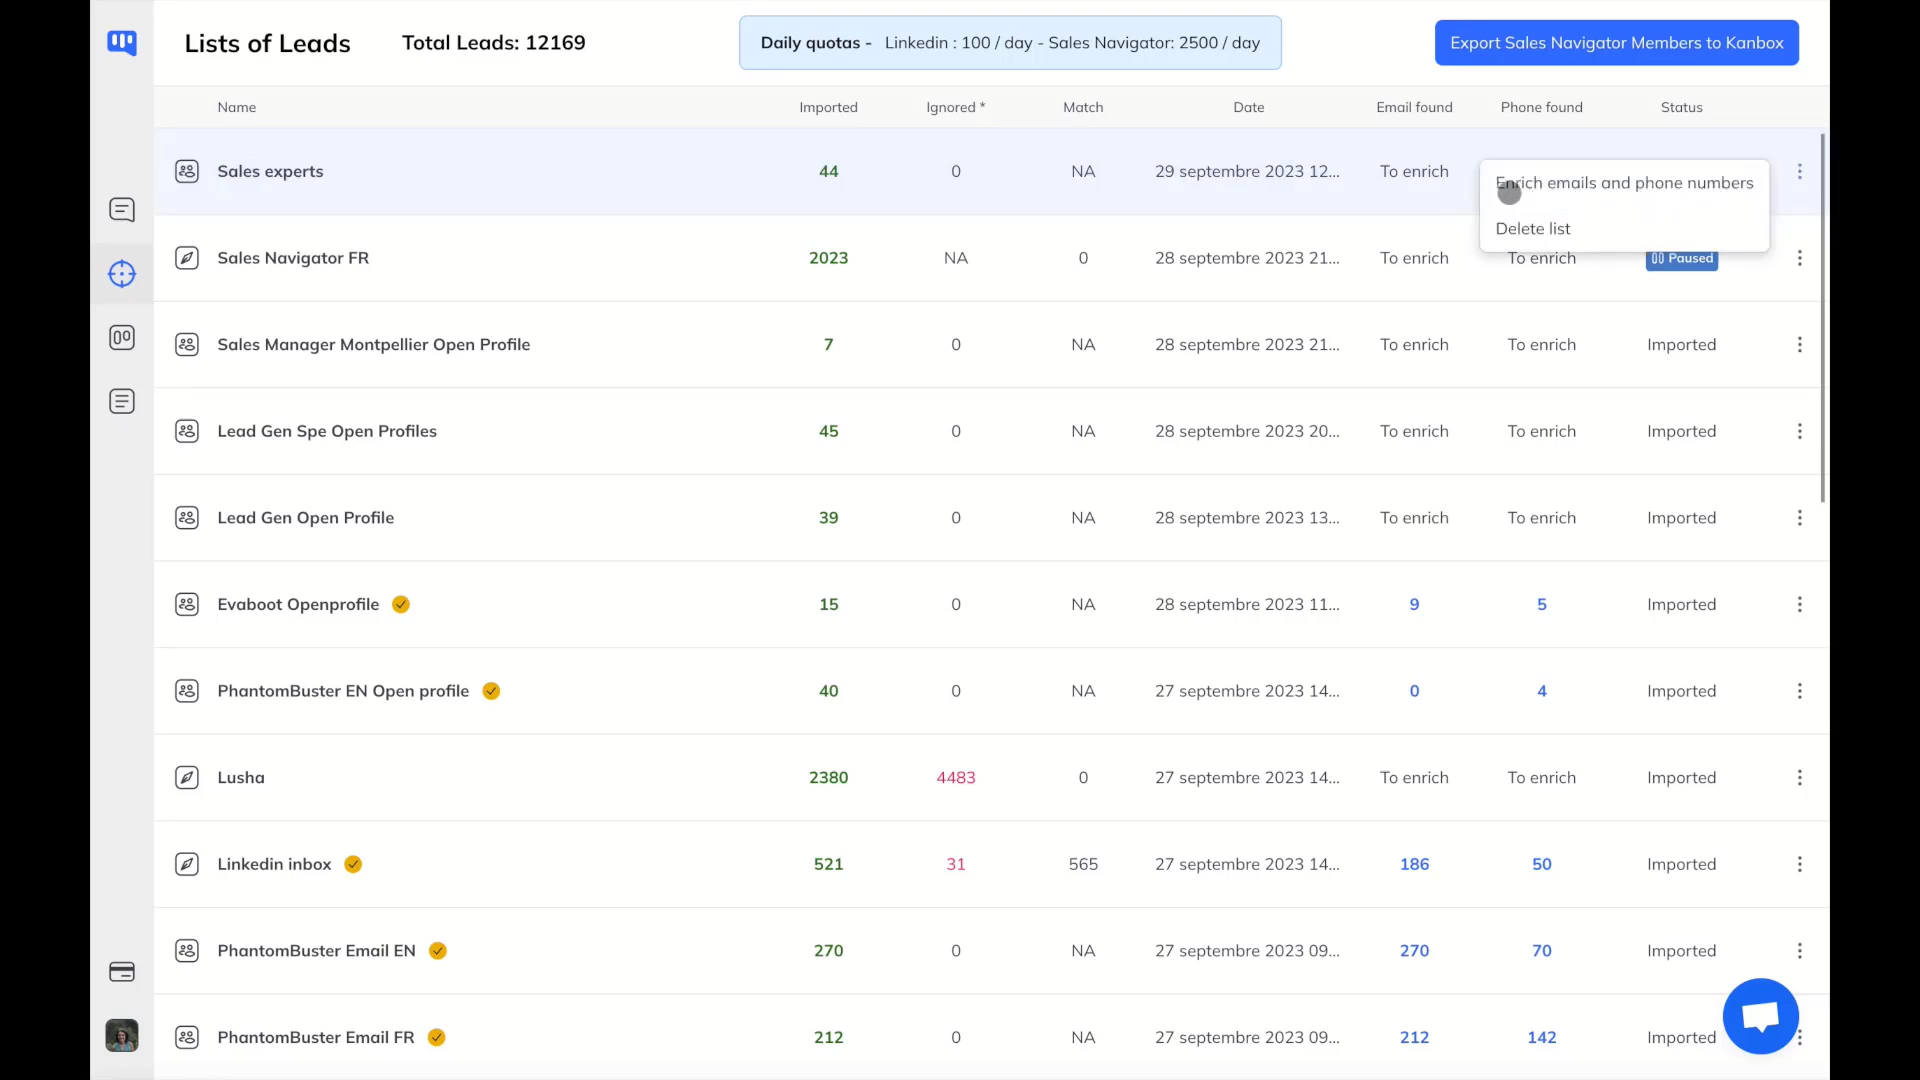 Lists of Leads
Total Leads: 12169
Daily quotas - Linkedin : 100 / day - Sales Navigator: 2500 / day
Export Sales Navigator Members to Kanbox
Name Imported Ignored * Match Date Email found Phone found Status
Sales experts 44 0 NA 29 septembre 2023 12... To enrich
Enrich emails and phone numbers
Delete list
Sales Navigator FR 2023 NA 0 28 septembre 2023 21... To enrich To enrich Paused
Sales Manager Montpellier Open Profile 7 0 NA 28 septembre 2023 21... To enrich To enrich Imported
Lead Gen Spe Open Profiles 45 0 NA 28 septembre 2023 20... To enrich To enrich Imported
Lead Gen Open Profile 39 0 NA 28 septembre 2023 13... To enrich To enrich Imported
Evaboot Openprofile 15 0 NA 28 septembre 2023 11... 9 5 Imported
PhantomBuster EN Open profile 40 0 NA 27 septembre 2023 14... 0 4 Imported
Lusha 2380 4483 0 27 septembre 2023 14... To enrich To enrich Imported
Linkedin inbox 521 31 565 27 septembre 2023 14... 186 50 Imported
PhantomBuster Email EN 270 0 NA 27 septembre 2023 09... 270 70 Imported
PhantomBuster Email FR 212 0 NA 27 septembre 2023 09... 212 142 Imported